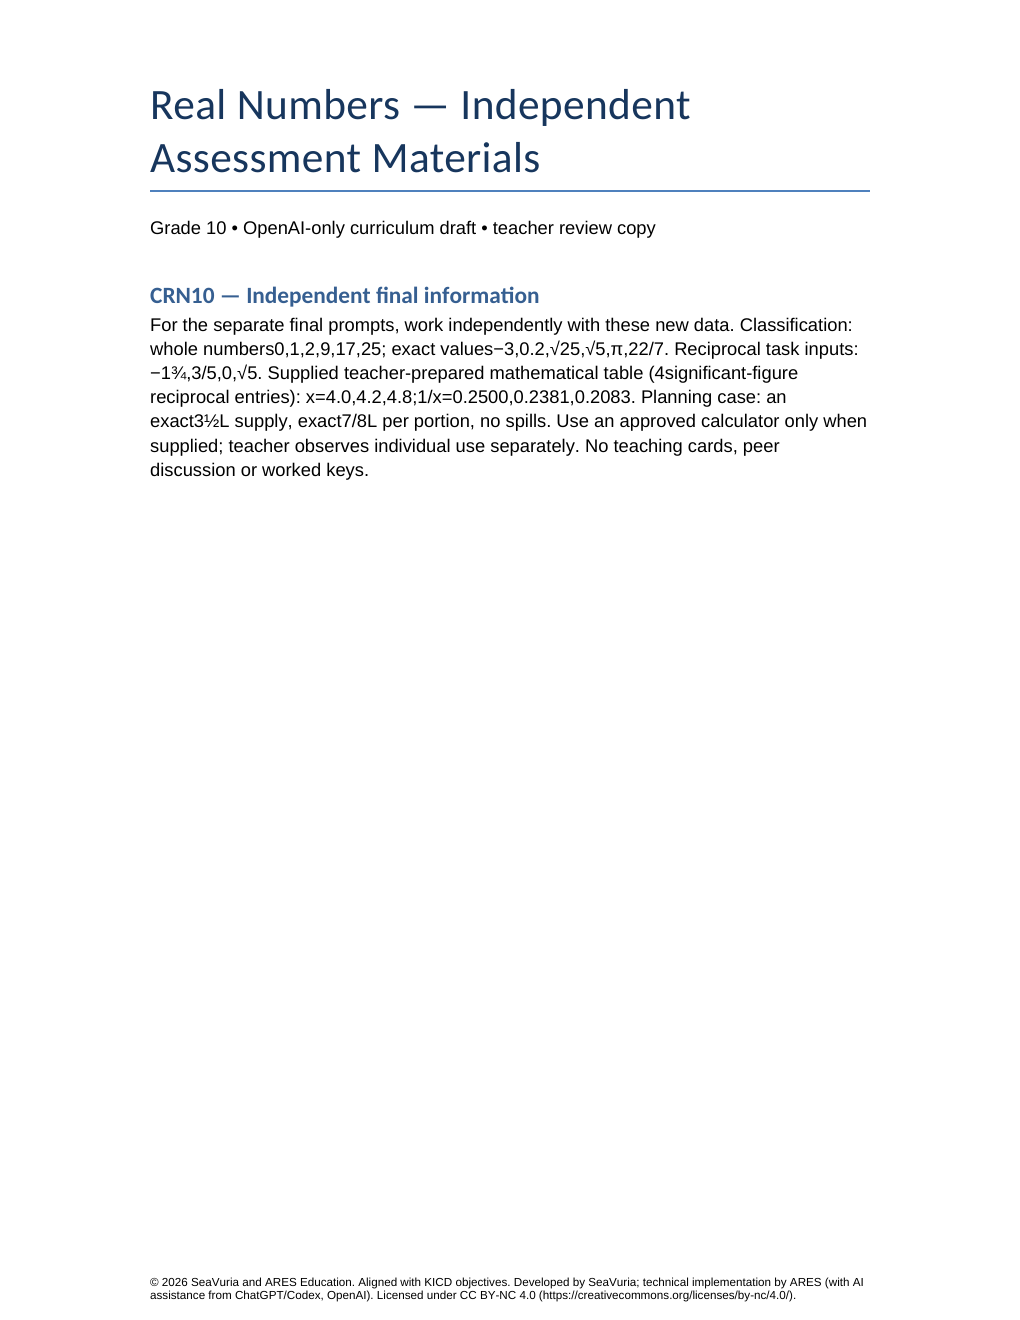 Real Numbers — Independent
Assessment Materials
Grade 10 • OpenAI-only curriculum draft • teacher review copy
CRN10 — Independent final information
For the separate final prompts, work independently with these new data. Classification:
whole numbers0,1,2,9,17,25; exact values−3,0.2,√25,√5,π,22/7. Reciprocal task inputs:
−1¾,3/5,0,√5. Supplied teacher-prepared mathematical table (4significant-figure
reciprocal entries): x=4.0,4.2,4.8;1/x=0.2500,0.2381,0.2083. Planning case: an
exact3½L supply, exact7/8L per portion, no spills. Use an approved calculator only when
supplied; teacher observes individual use separately. No teaching cards, peer
discussion or worked keys.
© 2026 SeaVuria and ARES Education. Aligned with KICD objectives. Developed by SeaVuria; technical implementation by ARES (with AI
assistance from ChatGPT/Codex, OpenAI). Licensed under CC BY-NC 4.0 (https://creativecommons.org/licenses/by-nc/4.0/).